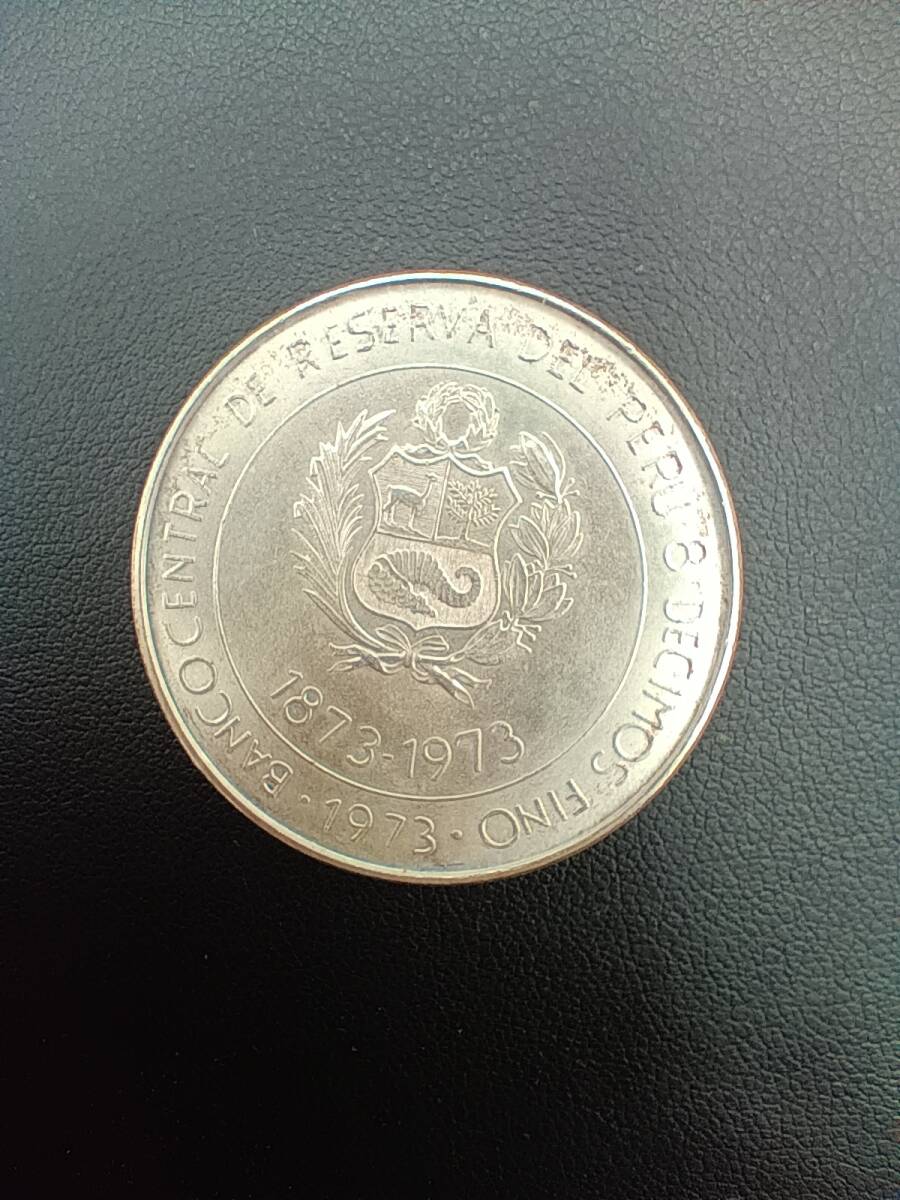 BANCO CENTRAL DE RESERVA DEL PERU 8 DECIMOS FINO
· 1973 ·
1873-1973